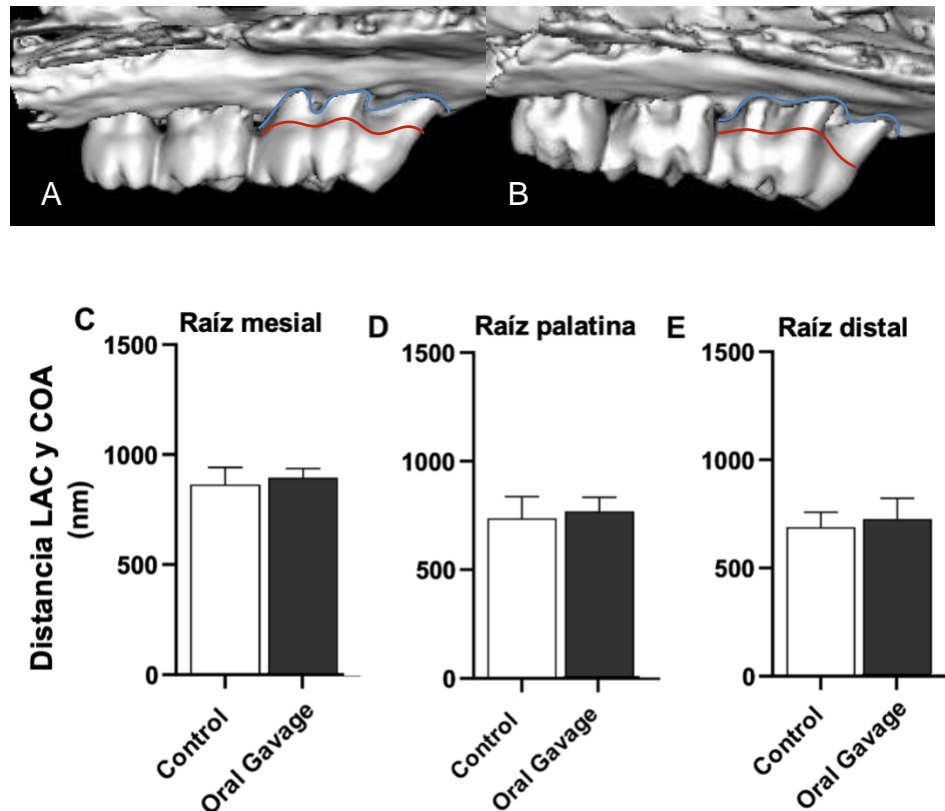 A
B
C
Raíz mesial
D
Raíz palatina
E
Raíz distal
Distancia LAC y COA
(nm)
1500
1000
500
0
Control
Oral Gavage
1500
1000
500
0
Control
Oral Gavage
1500
1000
500
0
Control
Oral Gavage